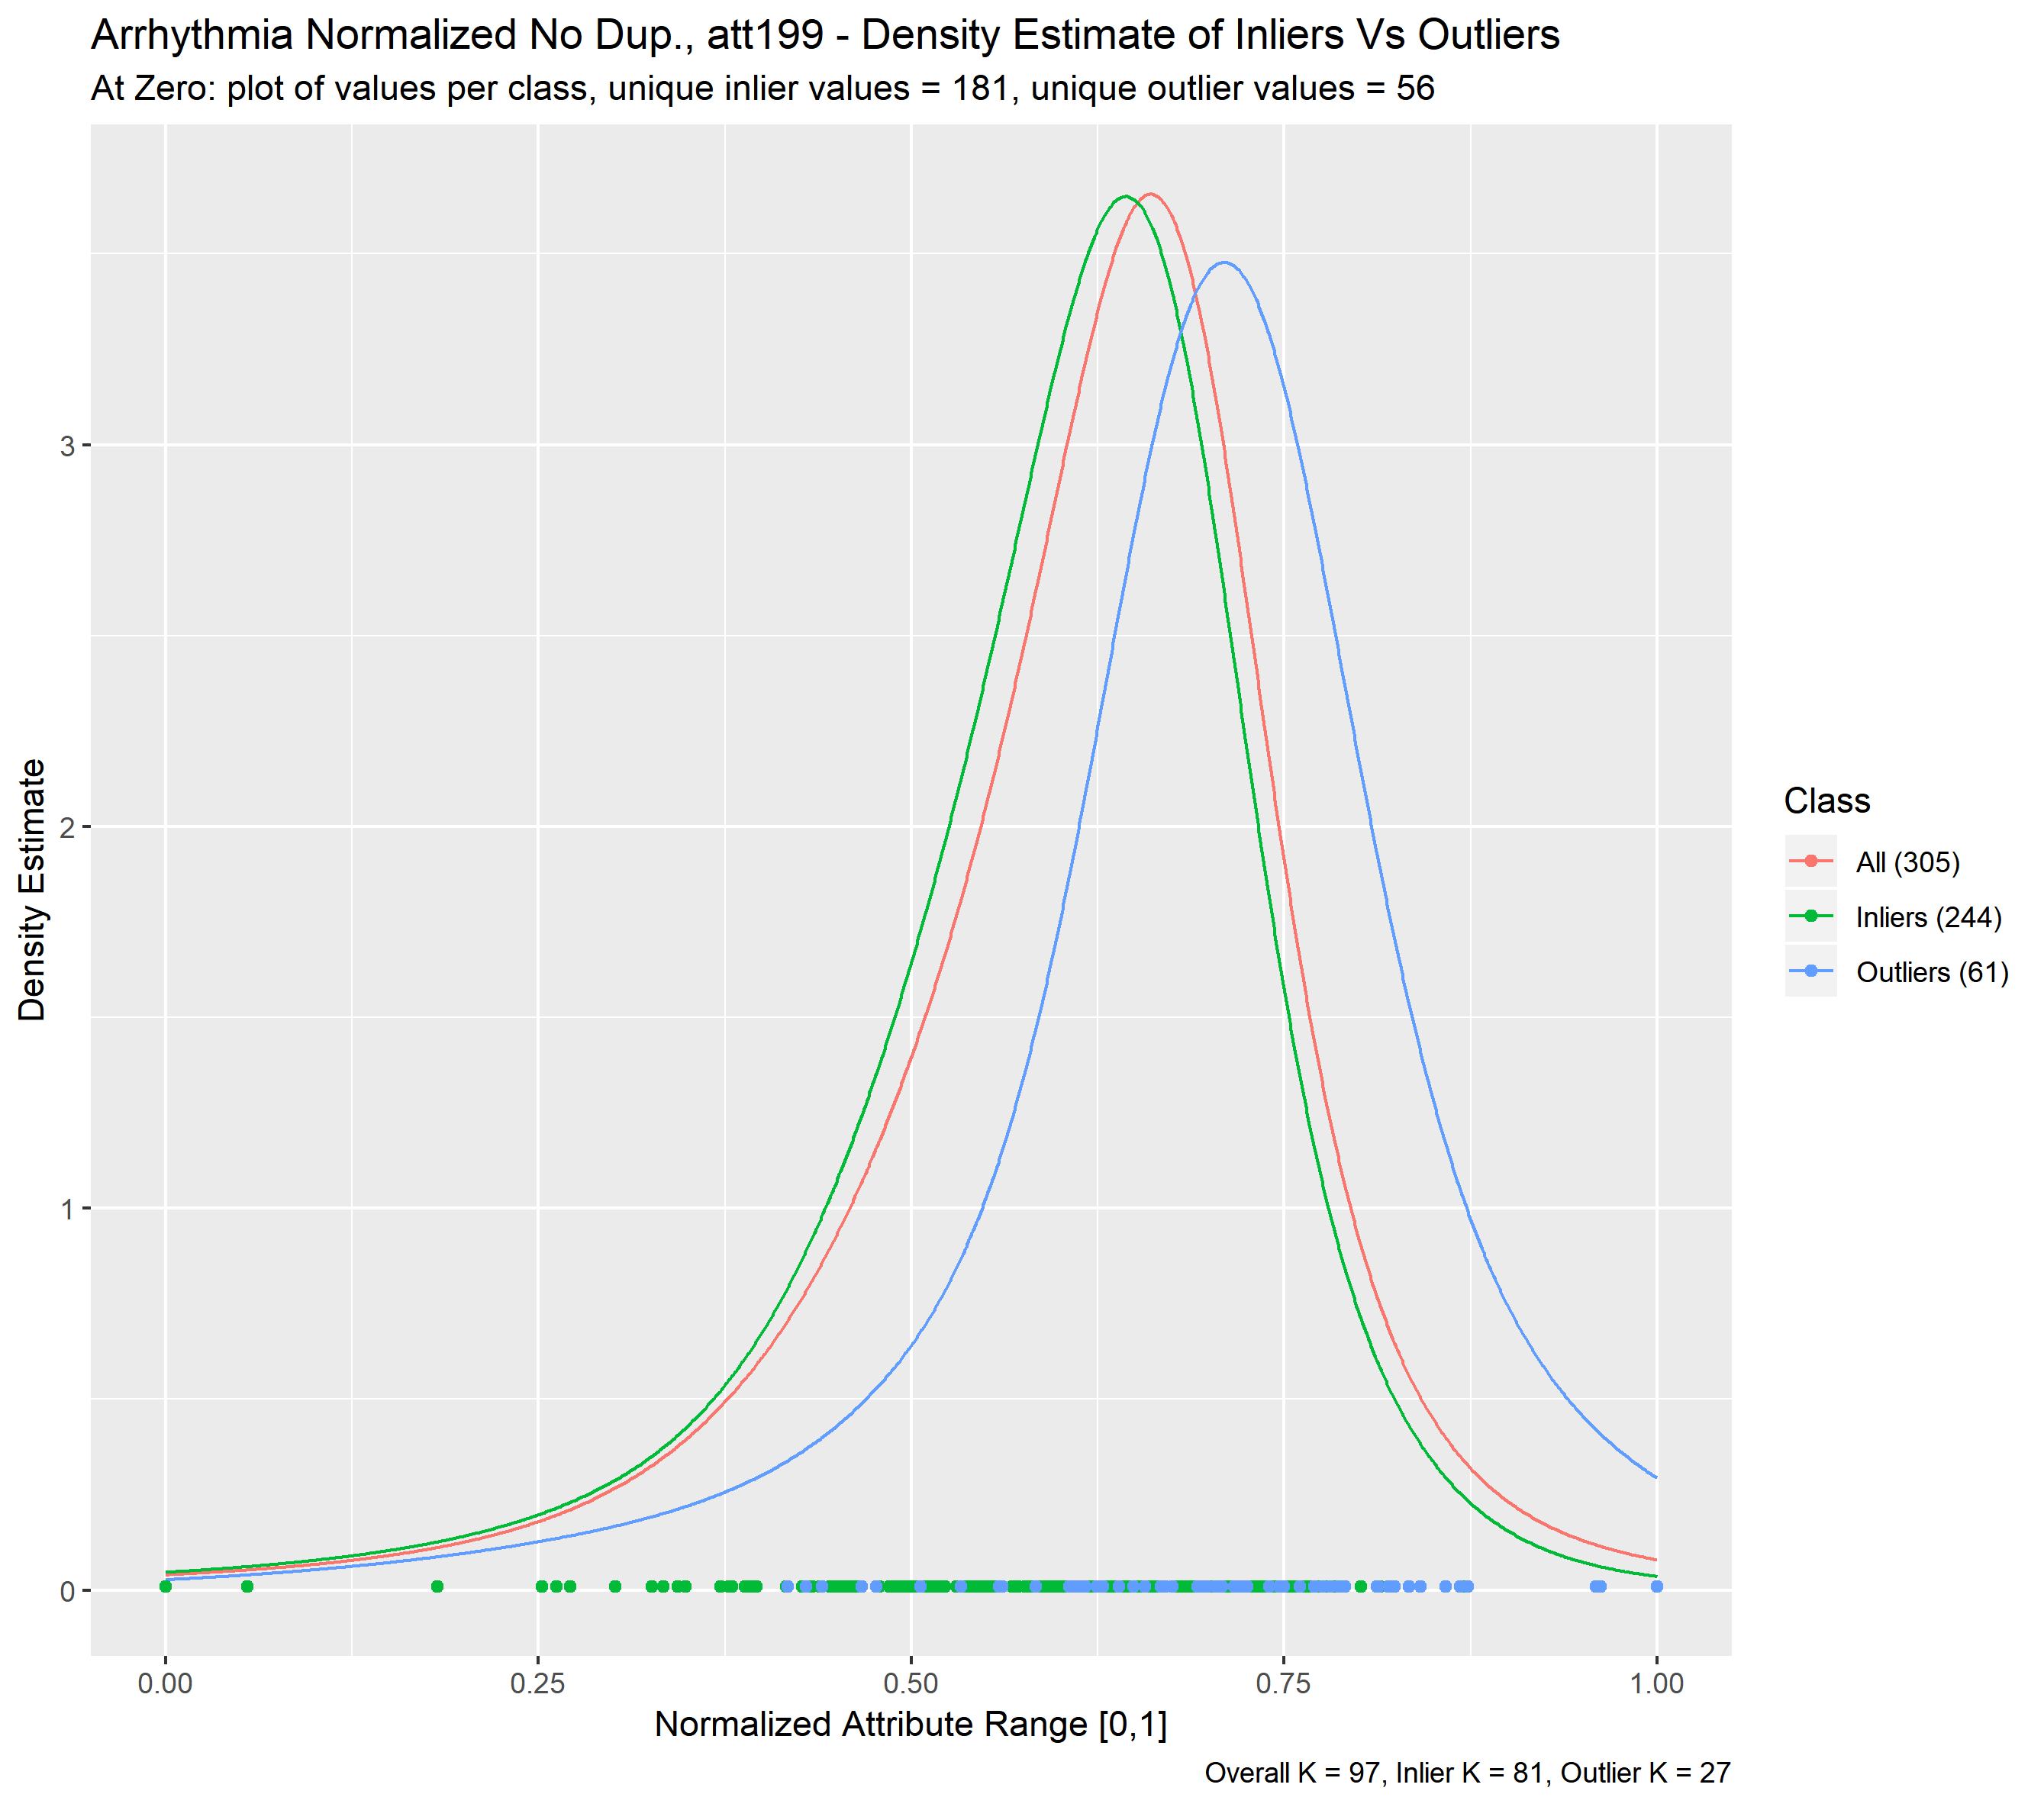 Arrhythmia Normalized No Dup., att199 - Density Estimate of Inliers Vs Outliers
At Zero: plot of values per class, unique inlier values = 181, unique outlier values = 56
Density Estimate
3
2
1
0
0.00 0.25 0.50 0.75 1.00
Normalized Attribute Range [0,1]
Class
All (305)
Inliers (244)
Outliers (61)
Overall K = 97, Inlier K = 81, Outlier K = 27